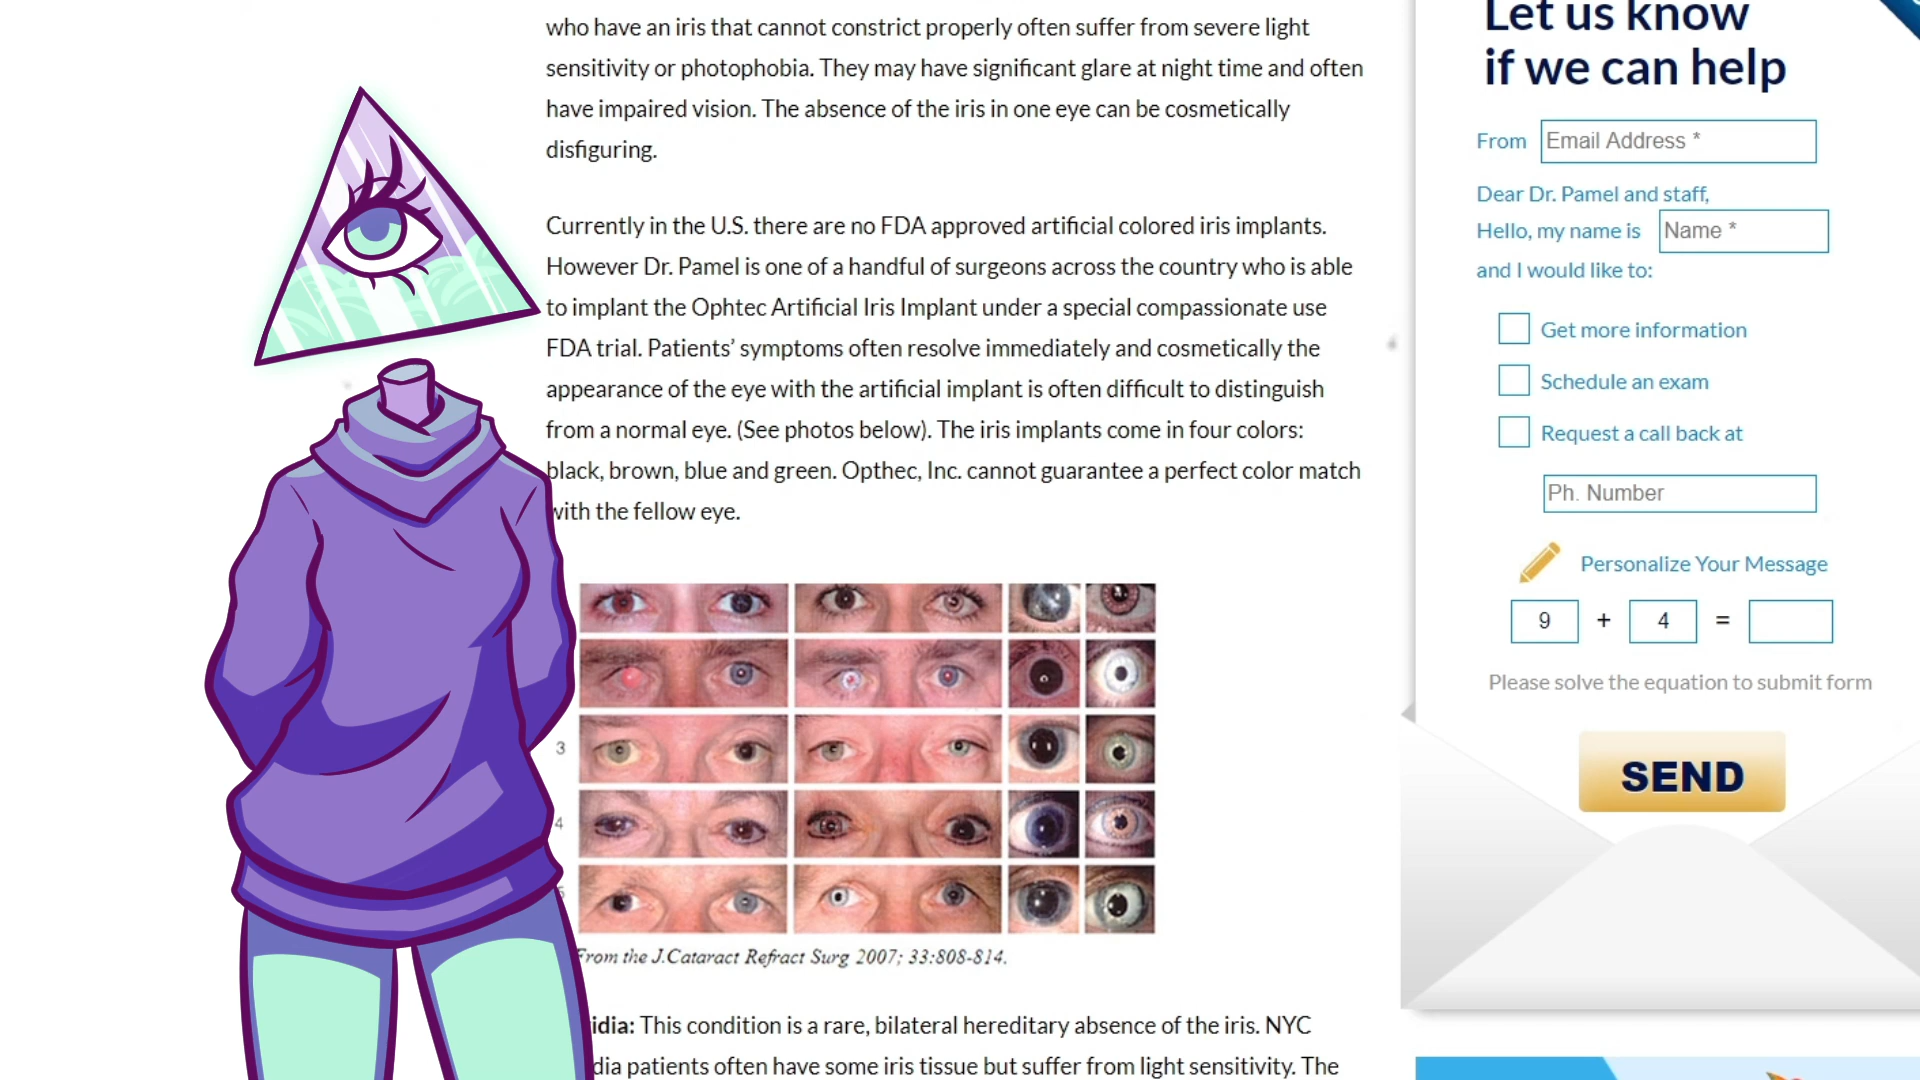 who have an iris that cannot constrict properly often suffer from severe light
sensitivity or photophobia. They may have significant glare at night time and often
have impaired vision. The absence of the iris in one eye can be cosmetically
disfiguring.
Currently in the U.S. there are no FDA approved artificial colored iris implants.
However Dr. Pamel is one of a handful of surgeons across the country who is able
to implant the Ophtec Artificial Iris Implant under a special compassionate use
FDA trial. Patients’ symptoms often resolve immediately and cosmetically the
appearance of the eye with the artificial implant is often difficult to distinguish
from a normal eye. (See photos below). The iris implants come in four colors:
black, brown, blue and green. Opthec, Inc. cannot guarantee a perfect color match
with the fellow eye.
3
4
From the J.Cataract Refract Surg 2007; 33:808-814.
idia: This condition is a rare, bilateral hereditary absence of the iris. NYC
dia patients often have some iris tissue but suffer from light sensitivity. The
Let us know
if we can help
From Email Address *
Dear Dr. Pamel and staff,
Hello, my name is Name *
and I would like to:
Get more information
Schedule an exam
Request a call back at
Ph. Number
Personalize Your Message
9 + 4 =
Please solve the equation to submit form
SEND